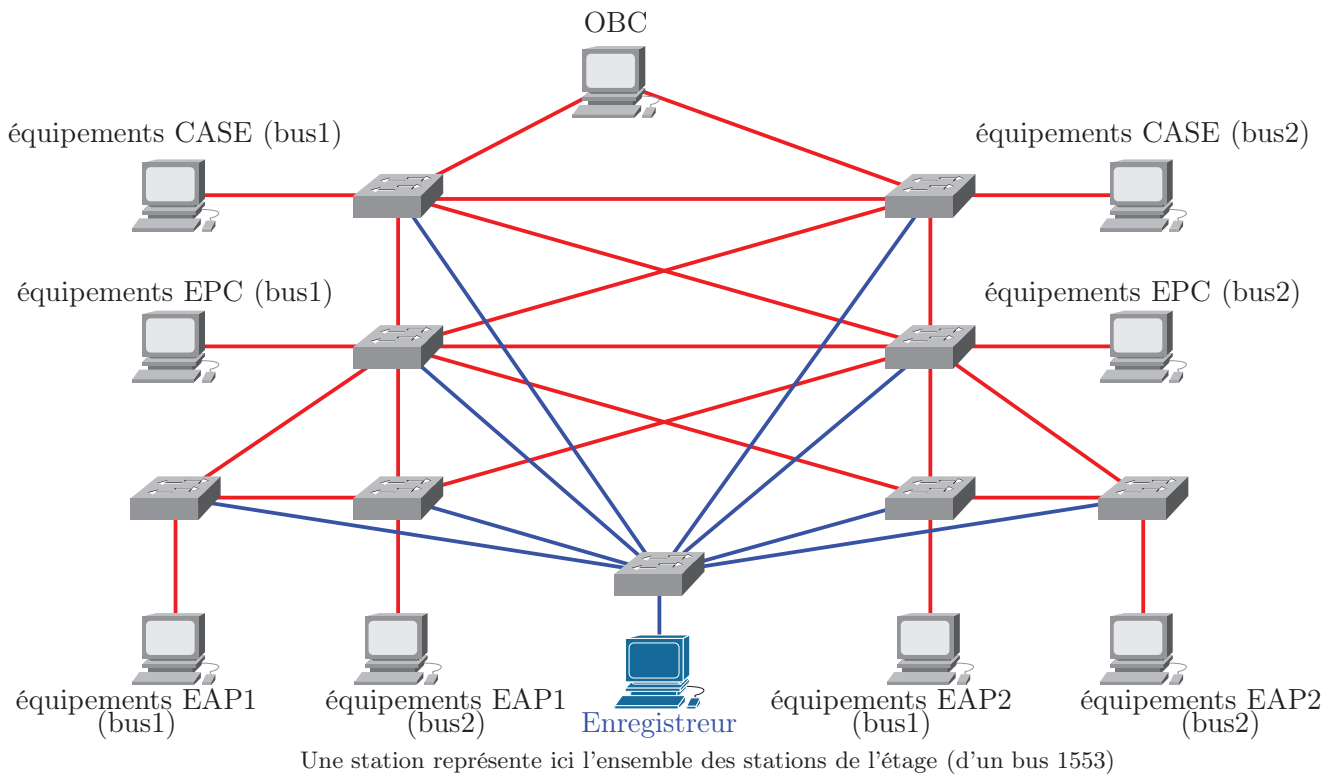 OBC
équipements CASE (bus1)
équipements CASE (bus2)
équipements EPC (bus1)
équipements EPC (bus2)
équipements EAP1
(bus1)
équipements EAP1
(bus2)
Enregistreur
équipements EAP2
(bus1)
équipements EAP2
(bus2)
Une station représente ici l'ensemble des stations de l'étage (d'un bus 1553)